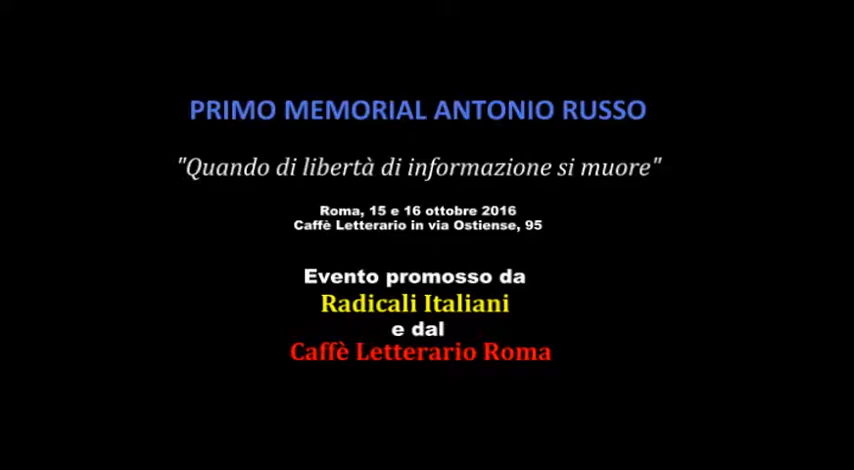 PRIMO MEMORIAL ANTONIO RUSSO
"Quando di libertà di informazione si muore"
Roma, 15 e 16 ottobre 2016
Caffè Letterario in via Ostiense, 95
Evento promosso da
Radicali Italiani
e dal
Caffè Letterario Roma